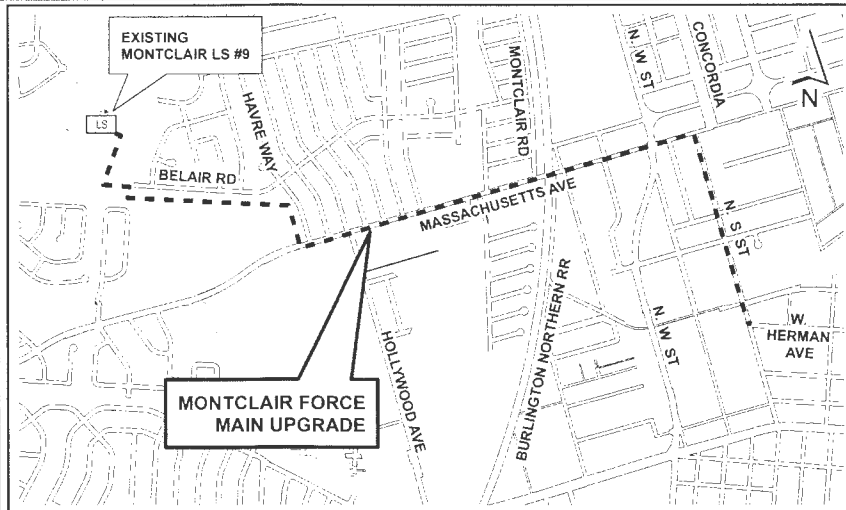 EXISTING
MONTCLAIR LS #9
LS
BELAIR RD
HAVRE WAY
MONTCLAIR RD
N W ST
CONCORDIA
N
MASSACHUSETTS AVE
N S ST
BURLINGTON NORTHERN RR
N W ST
W.
HERMAN
AVE
HOLLYWOOD AVE
MONTCLAIR FORCE
MAIN UPGRADE